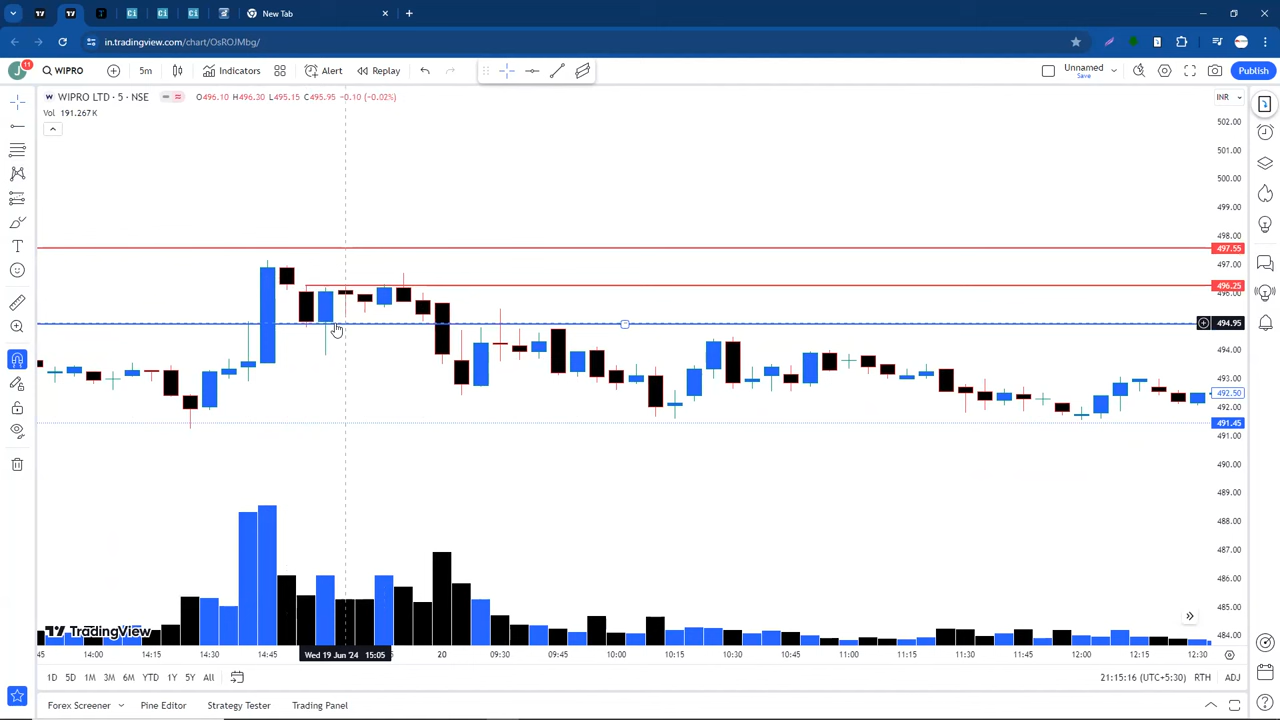 New Tab
in.tradingview.com/chart/OsROJMbg/
J 11 WIPRO 5m Indicators Alert Replay Unnamed Save Publish
WIPRO LTD · 5 · NSE O496.10 H496.30 L495.15 C495.95 −0.10 (−0.02%) INR
Vol 191.267 K
502.00
501.00
500.00
499.00
498.00
497.55
497.00
496.25
496.00
494.95
494.00
493.00
492.50
492.00
491.45
491.00
490.00
489.00
488.00
487.00
486.00
485.00
484.00
TradingView
:45 14:00 14:15 14:30 14:45 Wed 19 Jun '24 15:05 20 09:30 09:45 10:00 10:15 10:30 10:45 11:00 11:15 11:30 11:45 12:00 12:15 12:30
1D 5D 1M 3M 6M YTD 1Y 5Y All 21:15:16 (UTC+5:30) RTH ADJ
Forex Screener Pine Editor Strategy Tester Trading Panel